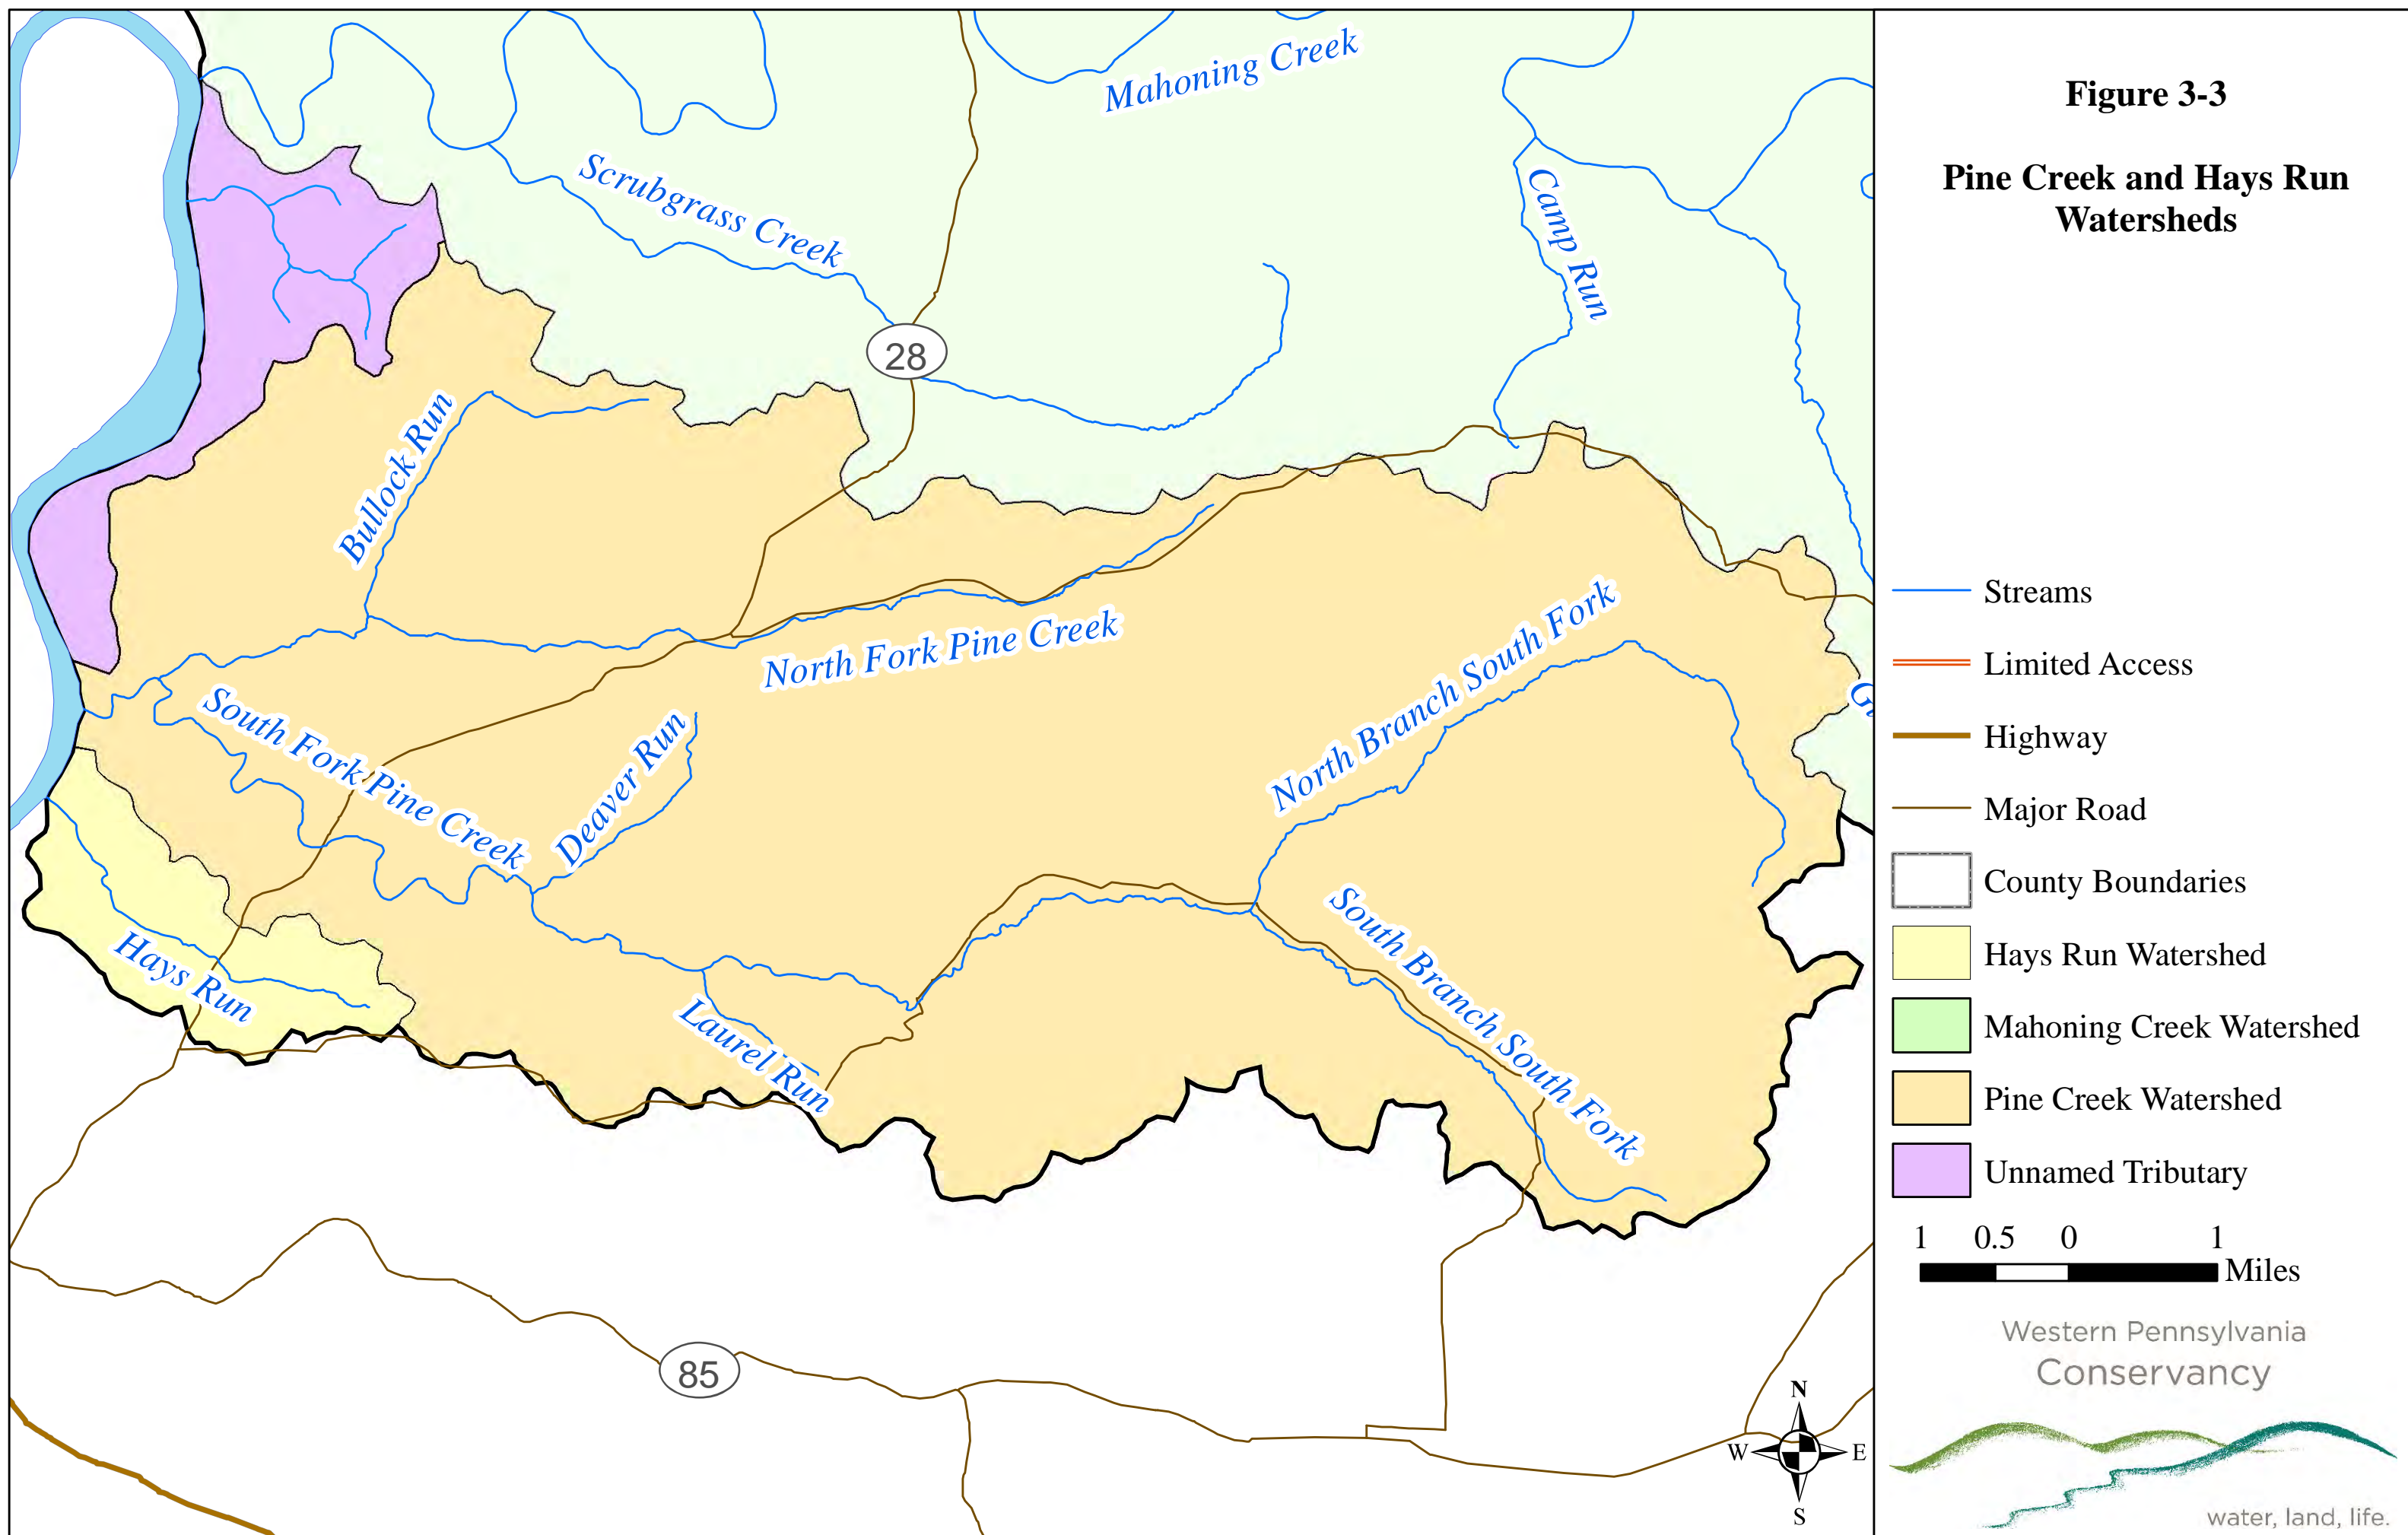 Mahoning Creek
Scrubgrass Creek
Camp Run
28
Bullock Run
North Fork Pine Creek
North Branch South Fork
South Fork Pine Creek
Deaver Run
South Branch South Fork
Hays Run
Laurel Run
85
N
W
E
S
Figure 3-3
Pine Creek and Hays Run
Watersheds
Streams
Limited Access
Highway
Major Road
County Boundaries
Hays Run Watershed
Mahoning Creek Watershed
Pine Creek Watershed
Unnamed Tributary
1 0.5 0 1
Miles
Western Pennsylvania
Conservancy
water, land, life.